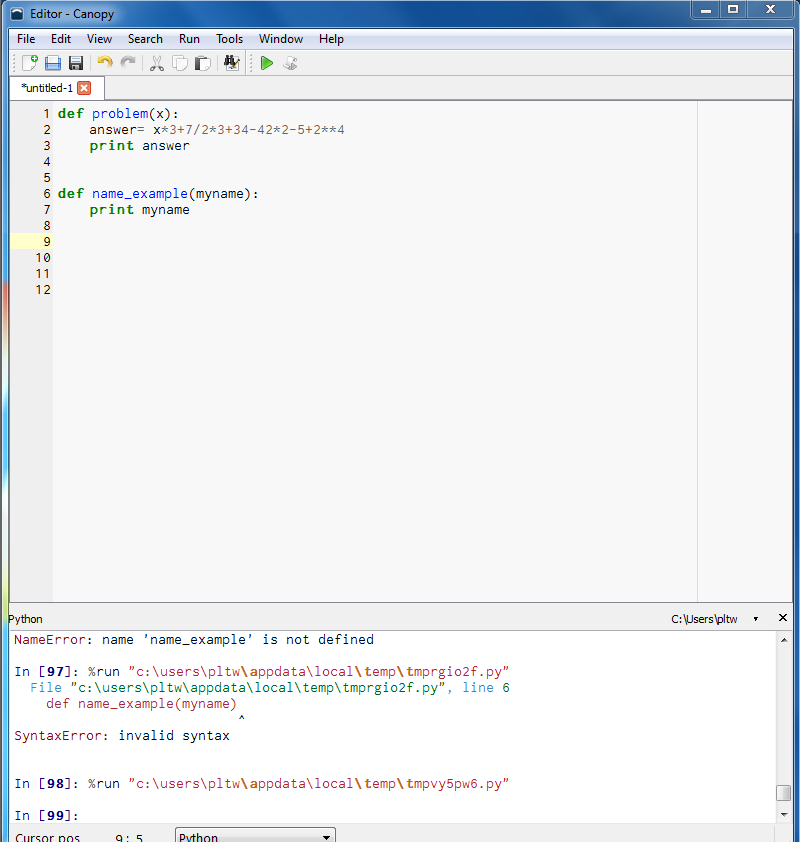 Editor - Canopy
File Edit View Search Run Tools Window Help
*untitled-1
1 def problem(x):
2     answer= x*3+7/2*3+34-42*2-5+2**4
3     print answer
4
5
6 def name_example(myname):
7     print myname
8
9
10
11
12
Python C:\Users\pltw
NameError: name 'name_example' is not defined
In [97]: %run "c:\users\pltw\appdata\local\temp\tmprgio2f.py"
  File "c:\users\pltw\appdata\local\temp\tmprgio2f.py", line 6
    def name_example(myname)
^
SyntaxError: invalid syntax
In [98]: %run "c:\users\pltw\appdata\local\temp\tmpvy5pw6.py"
In [99]:
Cursor pos 9: 5 Python